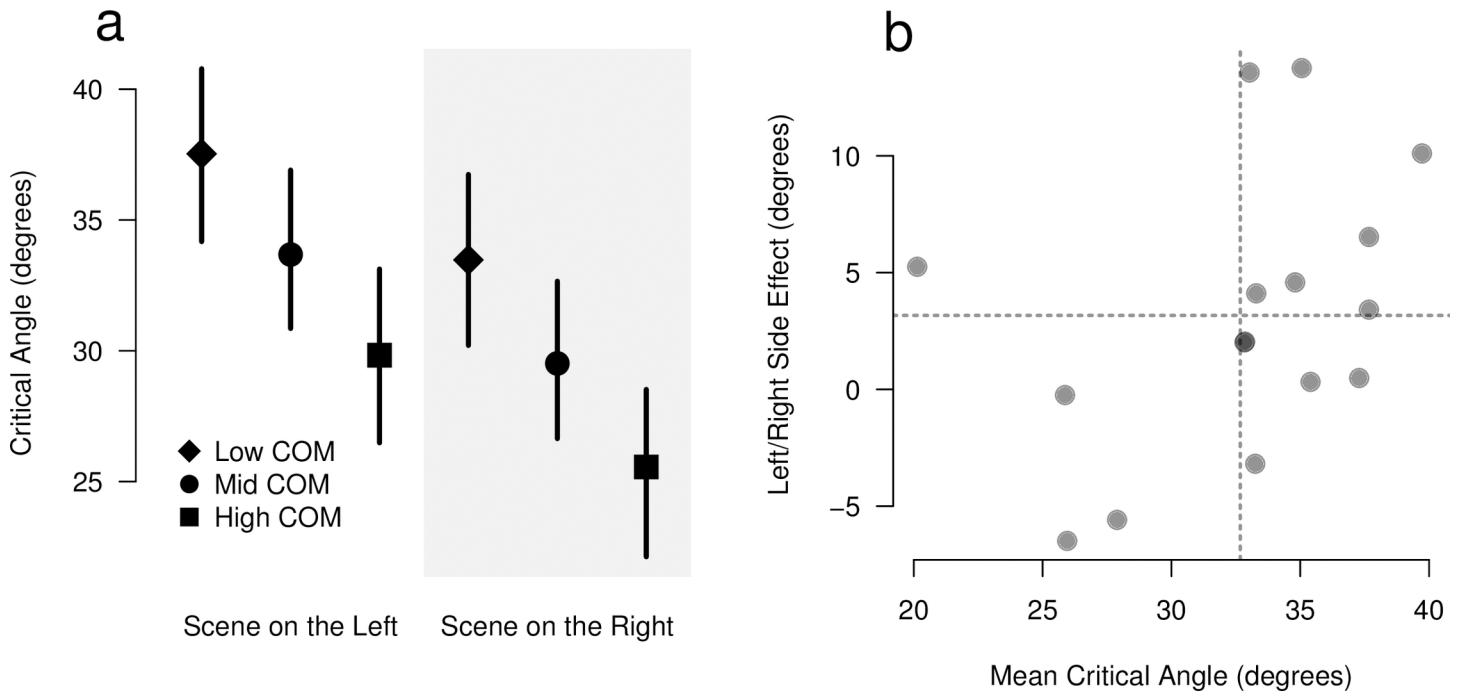 a
40
35
30
25
Critical Angle (degrees)
Low COM
Mid COM
High COM
Scene on the Left
Scene on the Right
b
10
5
0
−5
Left/Right Side Effect (degrees)
20 25 30 35 40
Mean Critical Angle (degrees)